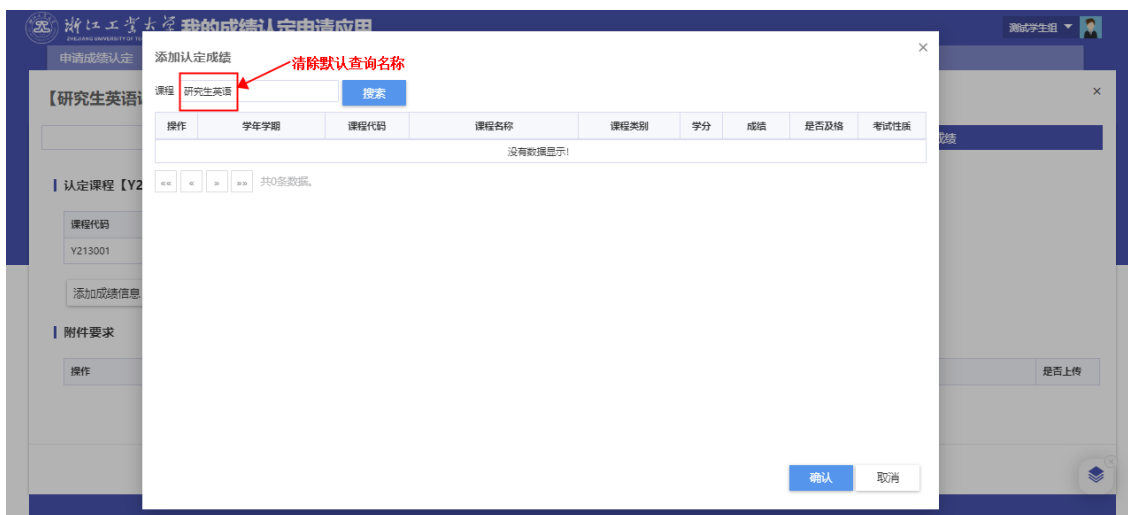 浙江工业大学 我的成绩认定申请应用
测试学生组
申请成绩认定
添加认定成绩
×
清除默认查询名称
【研究生英语
课程 研究生英语 搜索
×
操作 学年学期 课程代码 课程名称 课程类别 学分 成绩 是否及格 考试性质
成绩
没有数据显示!
认定课程【Y2
«« « » »» 共0条数据。
课程代码
Y213001
添加成绩信息
附件要求
操作 是否上传
确认 取消